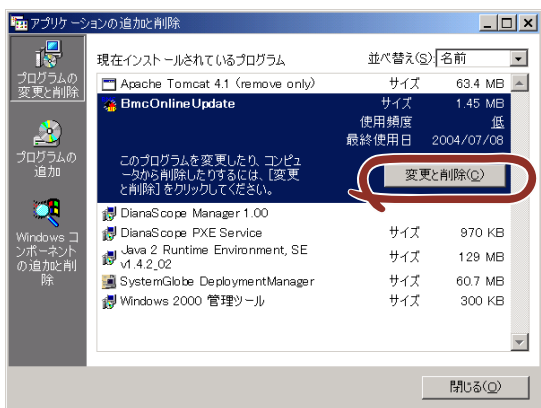 アプリケーションの追加と削除
プログラムの
変更と削除
プログラムの
追加
Windows コ
ンポーネント
の追加と削
除
現在インストールされているプログラム 並べ替え(S): 名前
Apache Tomcat 4.1 (remove only) サイズ 63.4 MB
BmcOnlineUpdate サイズ 1.45 MB
使用頻度 低
最終使用日 2004/07/08
このプログラムを変更したり、コンピュ
ータから削除したりするには、[変更
と削除] をクリックしてください。
変更と削除(C)
DianaScope Manager 1.00
DianaScope PXE Service サイズ 970 KB
Java 2 Runtime Environment, SE
v1.4.2_02 サイズ 129 MB
SystemGlobe DeploymentManager サイズ 60.7 MB
Windows 2000 管理ツール サイズ 300 KB
閉じる(O)